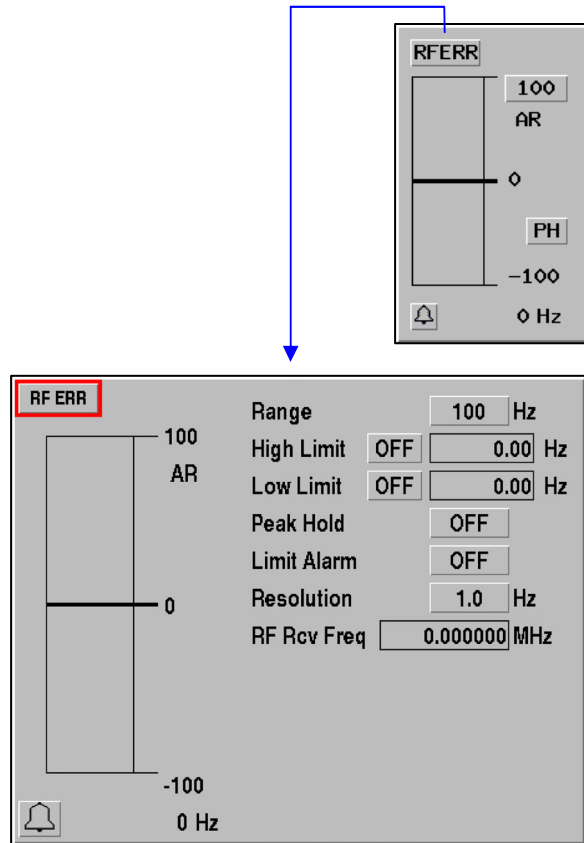 RFERR
100
AR
0
PH
-100
0 Hz
RF ERR
100
AR
0
-100
0 Hz
Range 100 Hz
High Limit OFF 0.00 Hz
Low Limit OFF 0.00 Hz
Peak Hold OFF
Limit Alarm OFF
Resolution 1.0 Hz
RF Rcv Freq 0.000000 MHz